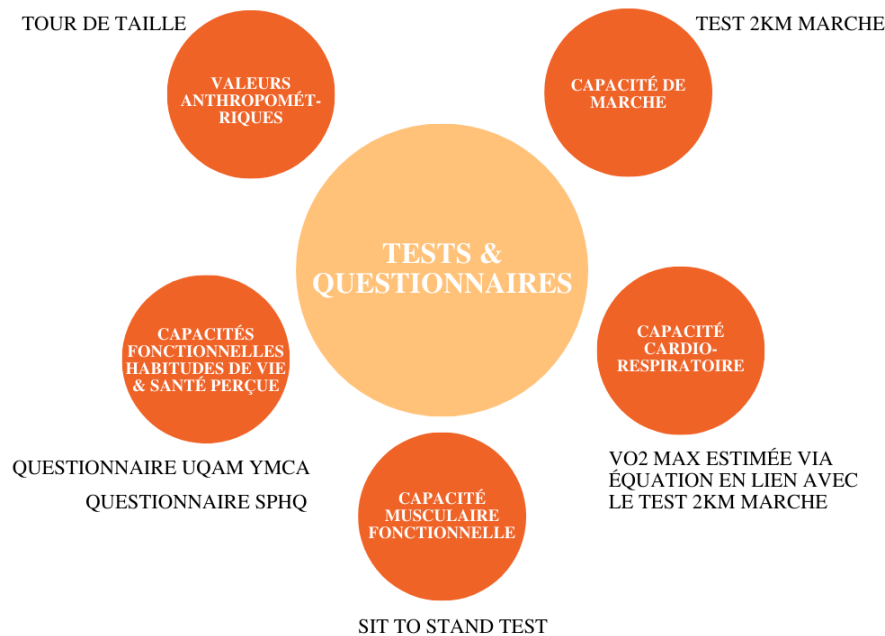 TOUR DE TAILLE
TEST 2KM MARCHE
VALEURS
ANTHROPOMÉT-
RIQUES
CAPACITÉ DE
MARCHE
TESTS &
QUESTIONNAIRES
CAPACITÉS
FONCTIONNELLES
HABITUDES DE VIE
& SANTÉ PERÇUE
CAPACITÉ
CARDIO-
RESPIRATOIRE
QUESTIONNAIRE UQAM YMCA
QUESTIONNAIRE SPHQ
VO2 MAX ESTIMÉE VIA
ÉQUATION EN LIEN AVEC
LE TEST 2KM MARCHE
CAPACITÉ
MUSCULAIRE
FONCTIONNELLE
SIT TO STAND TEST